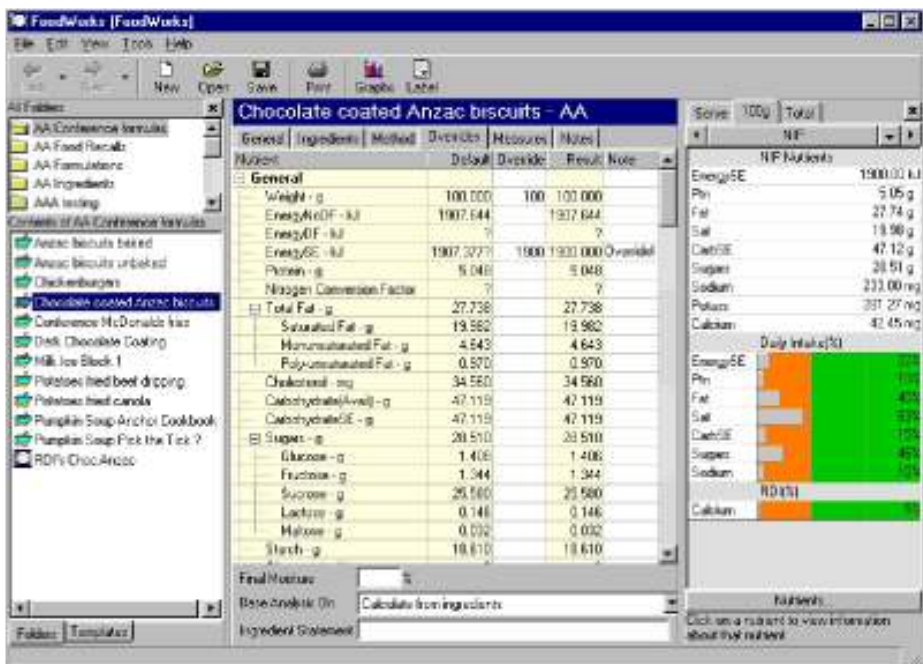 FoodWorks [FoodWorks]
File Edit View Tools Help
New Open Save Print Graphs Label
All Folders
AA Conference formulas
AA Food Recalls
AA Formulations
AA Ingredients
AAA testing
Contents of AA Conference formulas
Anzac biscuits baked
Anzac biscuits unbaked
Chickenburgers
Chocolate coated Anzac biscuits
Conference McDonalds fries
Dark Chocolate Coating
Milk Ice Block 1
Potatoes fried beef dripping
Potatoes fried canola
Pumpkin Soup Anchor Cookbook
Pumpkin Soup Pick the Tick ?
RDI's Choc Anzac
Folders Templates
Chocolate coated Anzac biscuits - AA
General Ingredients Method Overrides Measures Notes
Nutrient Default Override Result Note
General
Weight - g 100.000 100 100.000
EnergyNoDF - kJ 1907.644 1907.644
EnergyDF - kJ ? ?
EnergySE - kJ 1907.377? 1900 1900.000 Overridel
Protein - g 5.048 5.048
Nitrogen Conversion Factor ? ?
Total Fat - g 27.738 27.738
Saturated Fat - g 19.982 19.982
Monounsaturated Fat - g 4.643 4.643
Poly-unsaturated Fat - g 0.970 0.970
Cholesterol - mg 34.560 34.560
Carbohydrate(Avail) - g 47.119 47.119
CarbohydrateSE - g 47.119 47.119
Sugars - g 28.510 28.510
Glucose - g 1.406 1.406
Fructose - g 1.344 1.344
Sucrose - g 25.580 25.580
Lactose - g 0.146 0.146
Maltose - g 0.032 0.032
Starch - g 18.610 18.610
Final Moisture %
Base Analysis On Calculate from ingredients
Ingredient Statement
Serve 100g Total
NIP
NIP Nutrients
EnergySE 1900.00 kJ
Ptn 5.05 g
Fat 27.74 g
Sat 19.98 g
CarbSE 47.12 g
Sugars 28.51 g
Sodium 233.00 mg
Potass 281.27 mg
Calcium 42.45 mg
Daily Intake(%)
EnergySE
Ptn
Fat
Sat
CarbSE
Sugars
Sodium
RDI(%)
Calcium
Nutrients...
Click on a nutrient to view information
about that nutrient